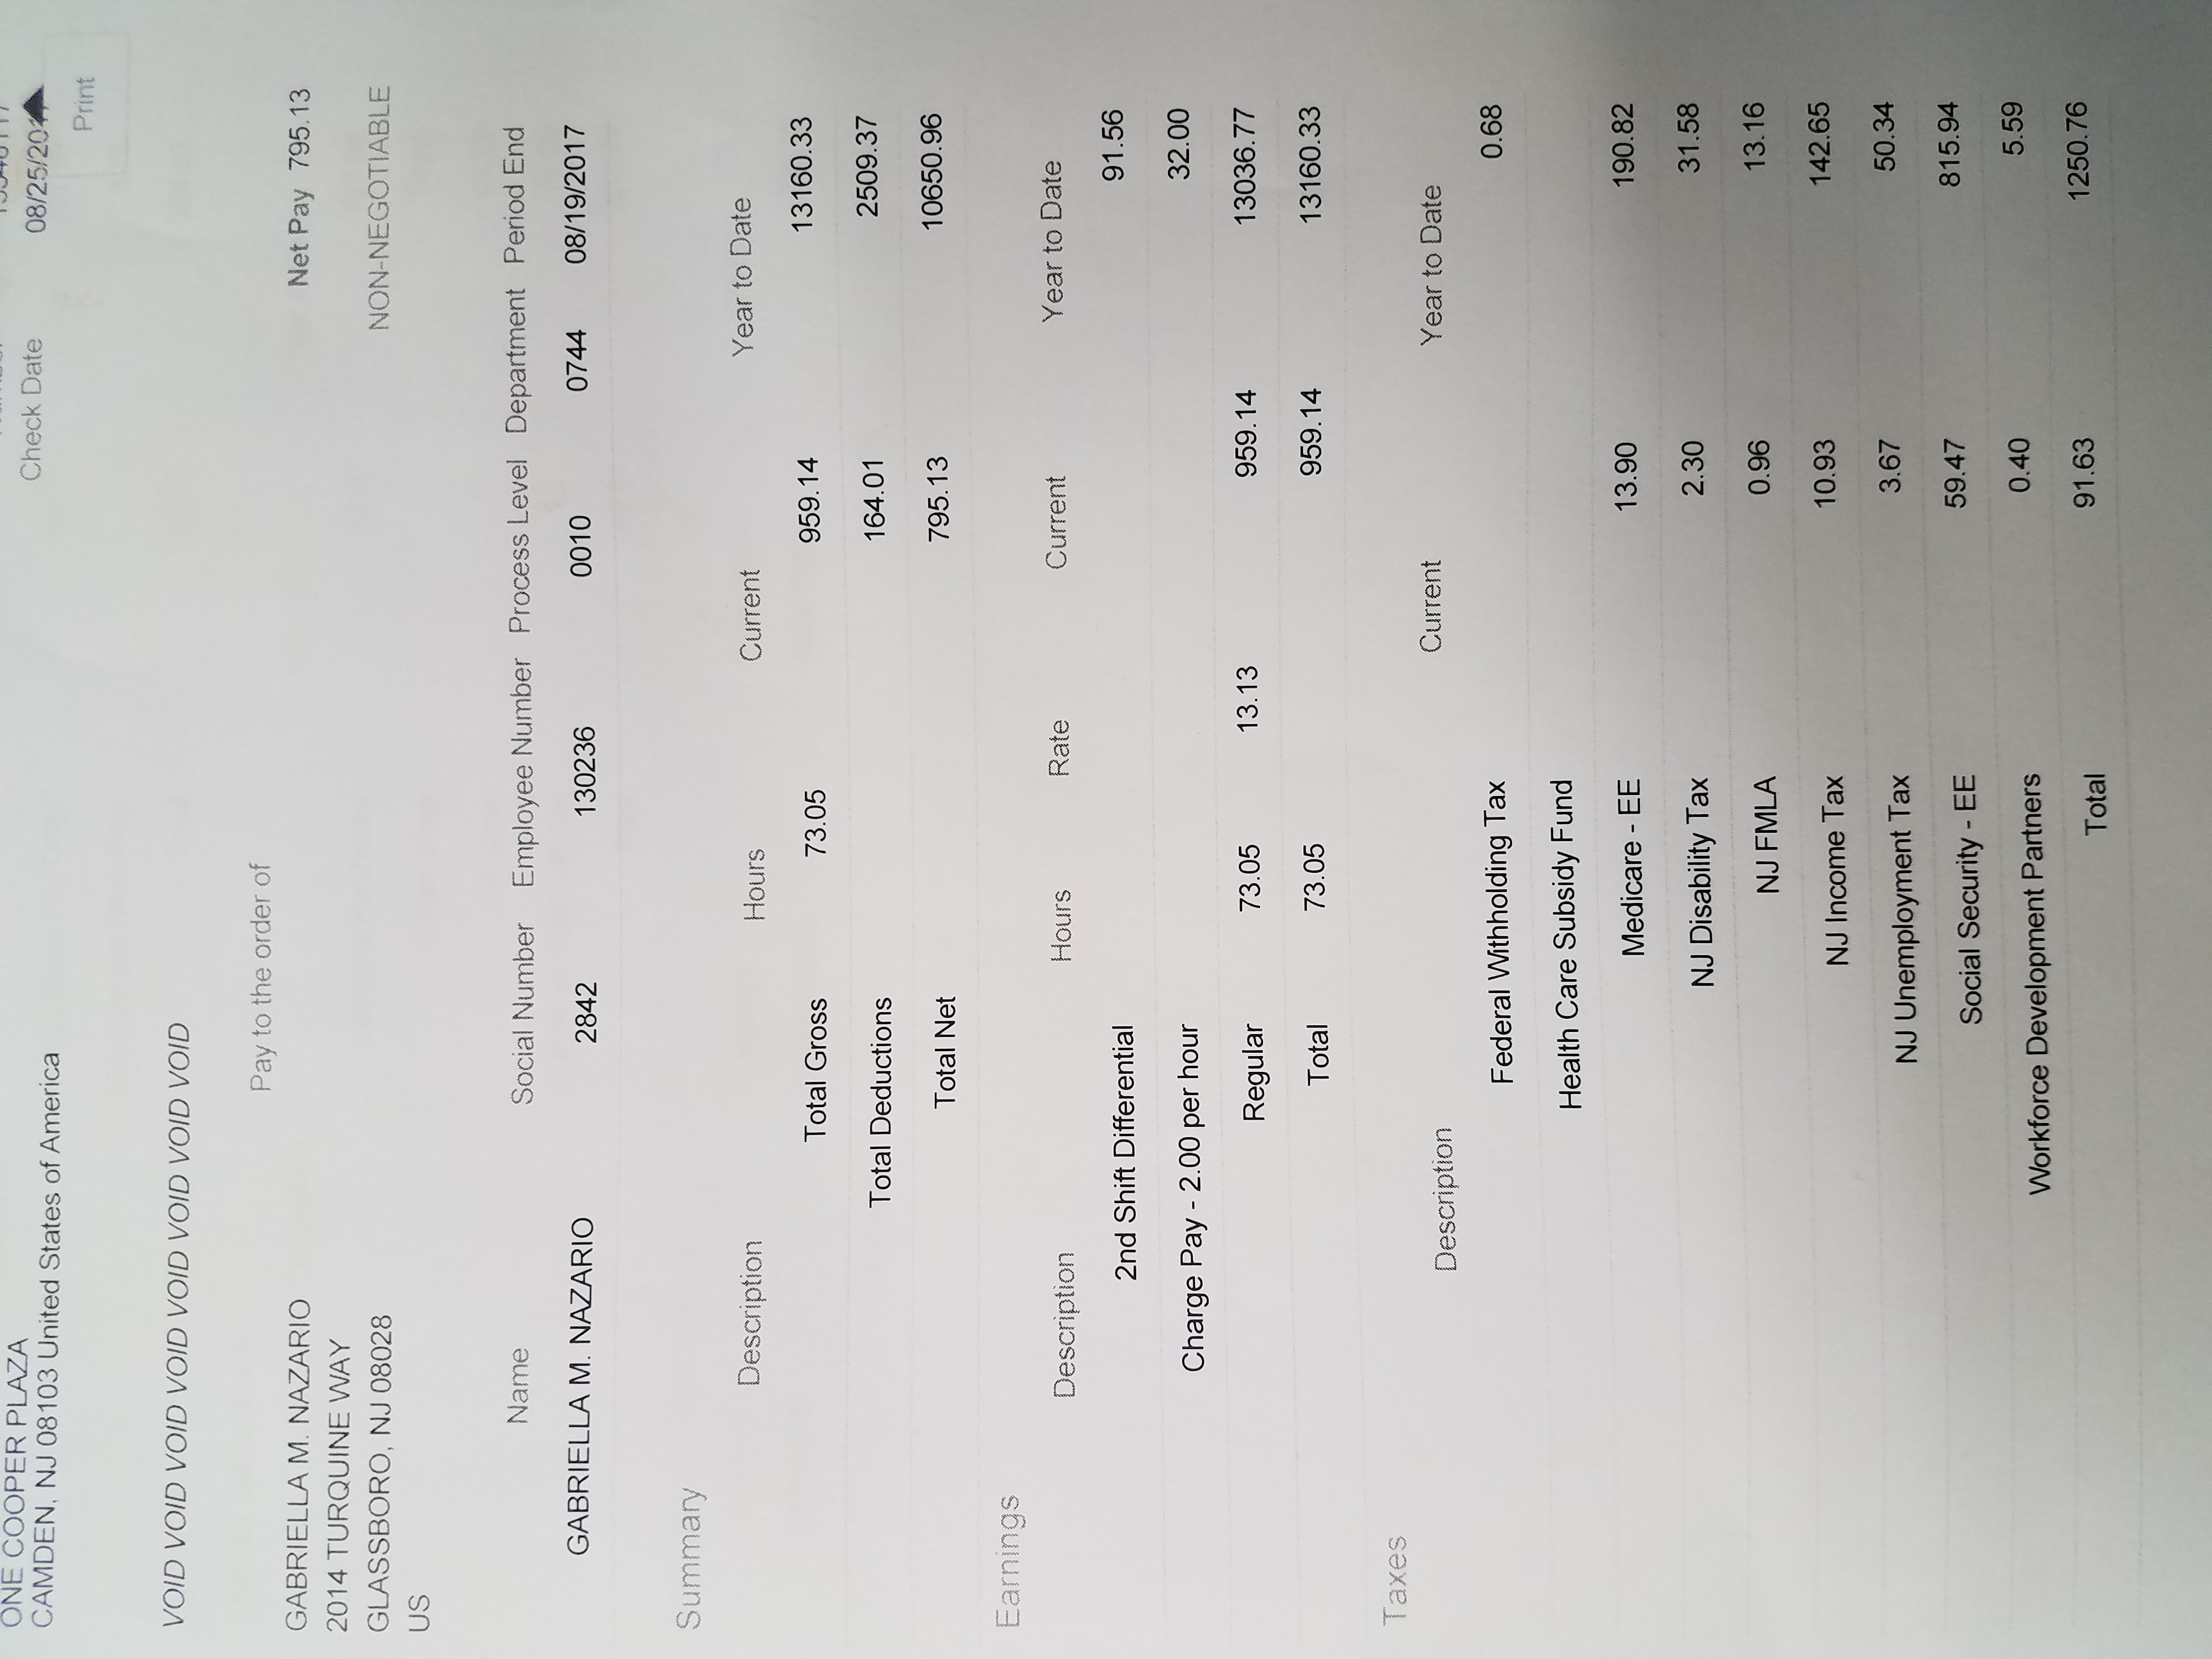 ONE COOPER PLAZA
CAMDEN, NJ 08103 United States of America
Check Date 08/25/2017
Print
VOID VOID VOID VOID VOID VOID VOID VOID
Pay to the order of
GABRIELLA M. NAZARIO
Net Pay 795.13
2014 TURQUINE WAY
GLASSBORO, NJ 08028
NON-NEGOTIABLE
US
Name Social Number Employee Number Process Level Department Period End
GABRIELLA M. NAZARIO 2842 130236 0010 0744 08/19/2017
Summary
Description Hours Current Year to Date
Total Gross 73.05 959.14 13160.33
Total Deductions 164.01 2509.37
Total Net 795.13 10650.96
Earnings
Description Hours Rate Current Year to Date
2nd Shift Differential 91.56
Charge Pay - 2.00 per hour 32.00
Regular 73.05 13.13 959.14 13036.77
Total 73.05 959.14 13160.33
Taxes
Description Current Year to Date
Federal Withholding Tax 0.68
Health Care Subsidy Fund
Medicare - EE 13.90 190.82
NJ Disability Tax 2.30 31.58
NJ FMLA 0.96 13.16
NJ Income Tax 10.93 142.65
NJ Unemployment Tax 3.67 50.34
Social Security - EE 59.47 815.94
Workforce Development Partners 0.40 5.59
Total 91.63 1250.76